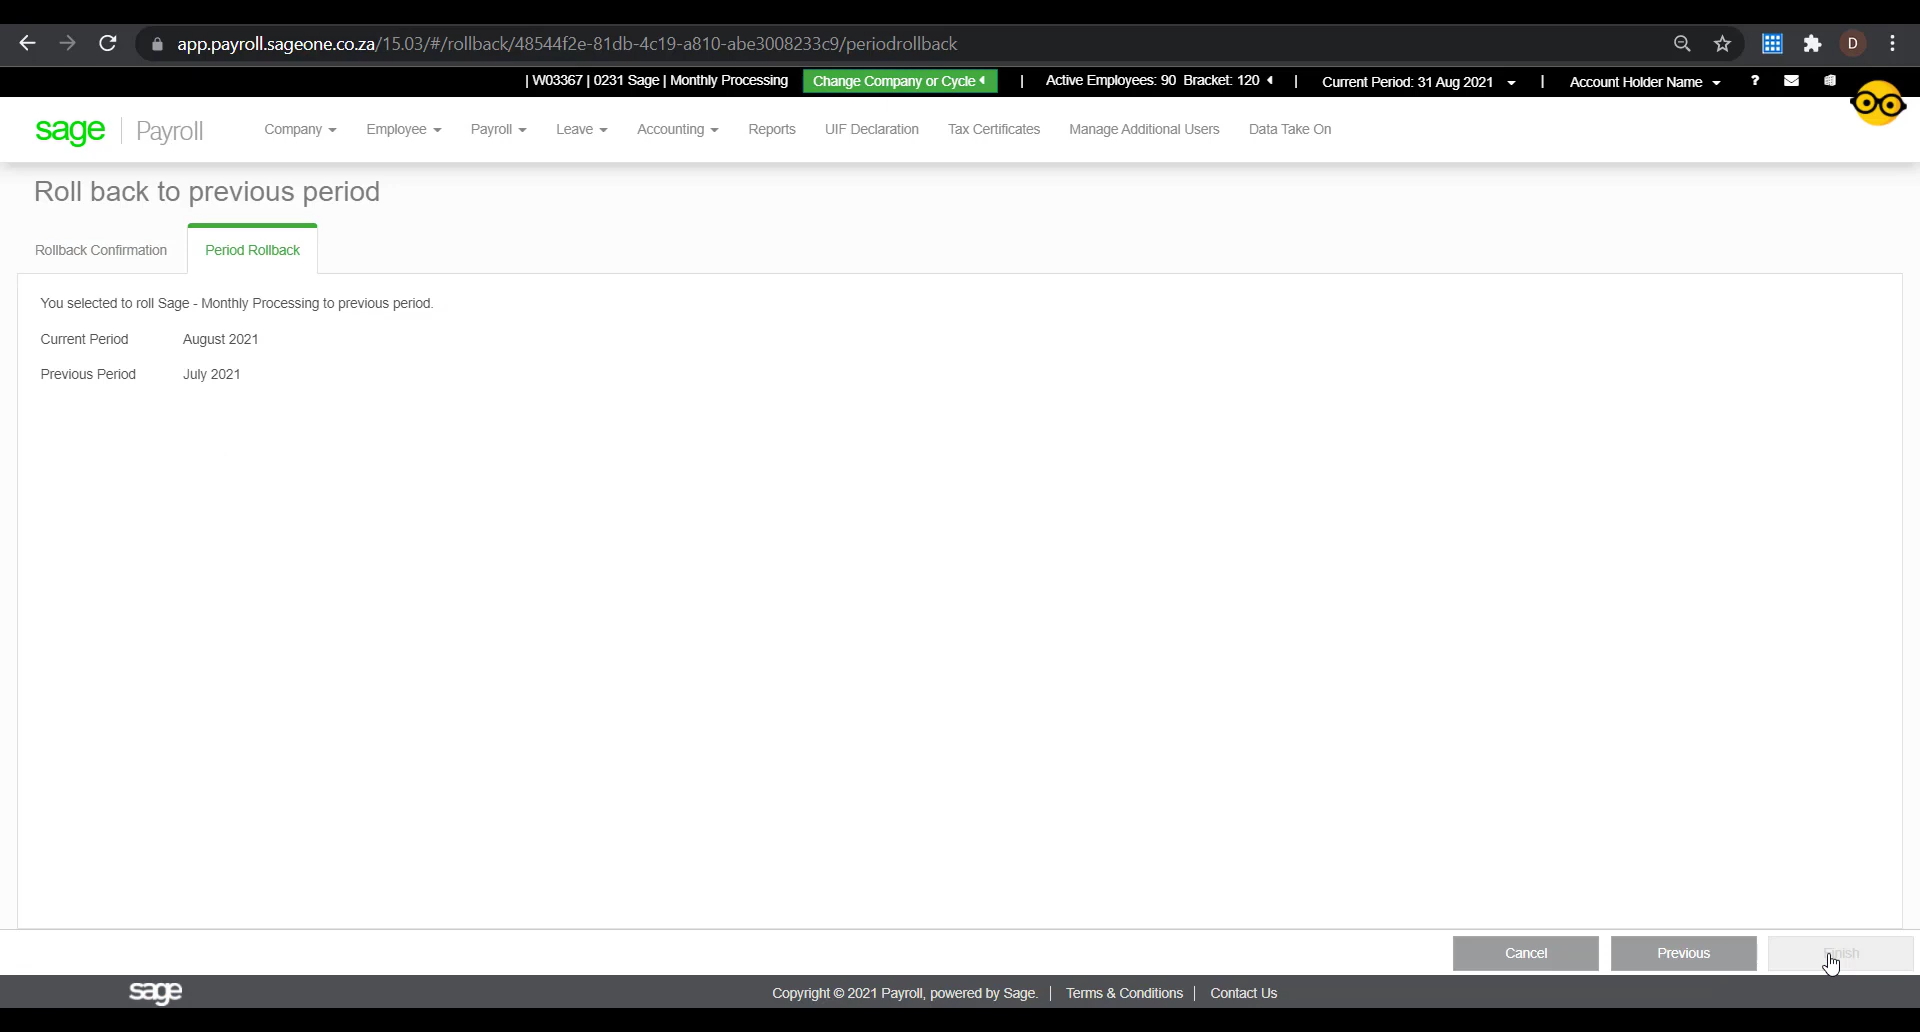 app.payroll.sageone.co.za/15.03/#/rollback/48544f2e-81db-4c19-a810-abe3008233c9/periodrollback
D
| W03367 | 0231 Sage | Monthly Processing Change Company or Cycle | Active Employees: 90 Bracket: 120 | Current Period: 31 Aug 2021 | Account Holder Name ?
sage Payroll Company Employee Payroll Leave Accounting Reports UIF Declaration Tax Certificates Manage Additional Users Data Take On
Roll back to previous period
Rollback Confirmation Period Rollback
You selected to roll Sage - Monthly Processing to previous period.
Current Period August 2021
Previous Period July 2021
Cancel Previous Finish
sage Copyright © 2021 Payroll, powered by Sage. | Terms & Conditions | Contact Us